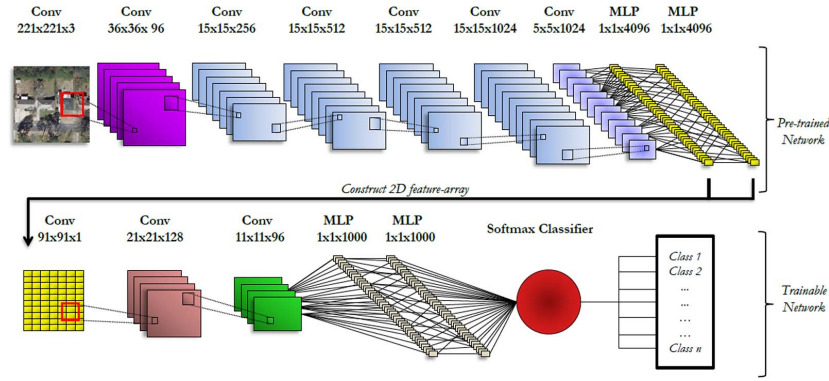 Conv Conv Conv Conv Conv Conv Conv MLP MLP
221x221x3 36x36x 96 15x15x256 15x15x512 15x15x512 15x15x1024 5x5x1024 1x1x4096 1x1x4096
Pre-trained
Network
Construct 2D feature-array
Conv Conv Conv MLP MLP Softmax Classifier
91x91x1 21x21x128 11x11x96 1x1x1000 1x1x1000
Class 1
Class 2
...
...
...
...
Class n
Trainable
Network